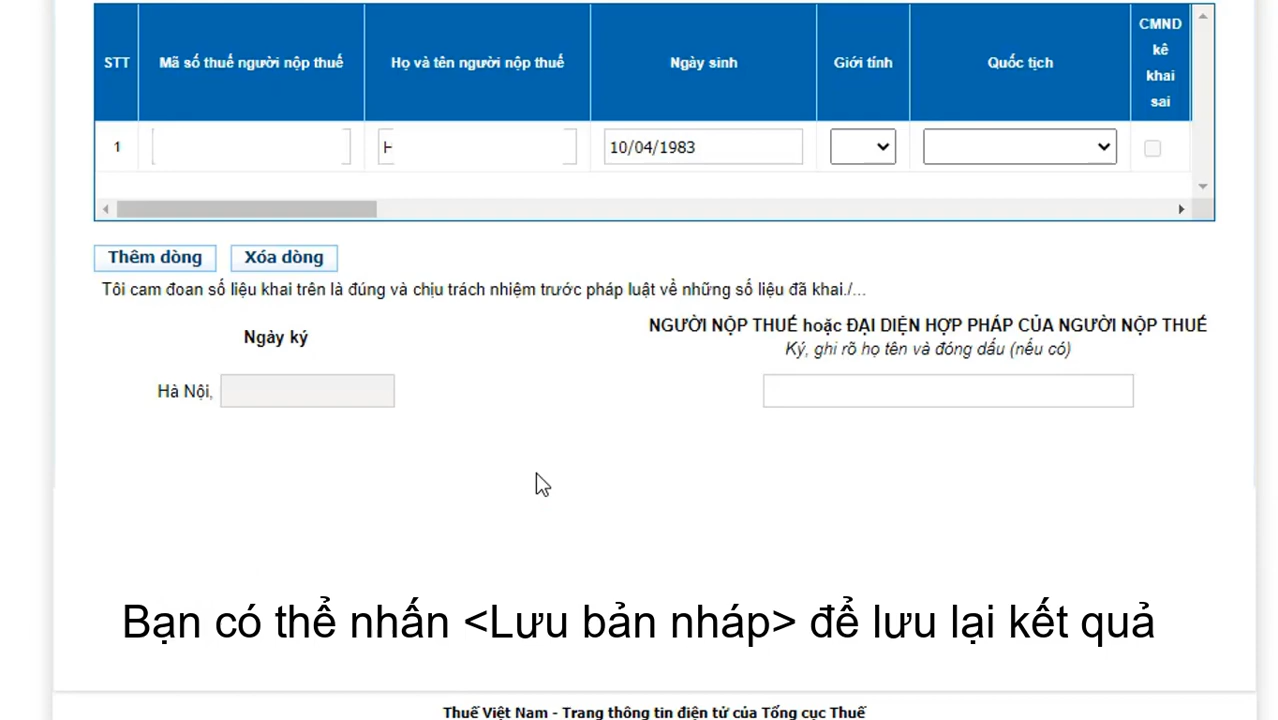 STT
Mã số thuế người nộp thuế
Họ và tên người nộp thuế
Ngày sinh
Giới tính
Quốc tịch
CMND
kê
khai
sai
1
H
10/04/1983
Thêm dòng
Xóa dòng
Tôi cam đoan số liệu khai trên là đúng và chịu trách nhiệm trước pháp luật về những số liệu đã khai./...
Ngày ký
NGƯỜI NỘP THUẾ hoặc ĐẠI DIỆN HỢP PHÁP CỦA NGƯỜI NỘP THUẾ
Ký, ghi rõ họ tên và đóng dấu (nếu có)
Hà Nội,
Bạn có thể nhấn <Lưu bản nháp> để lưu lại kết quả
Thuế Việt Nam - Trang thông tin điện tử của Tổng cục Thuế